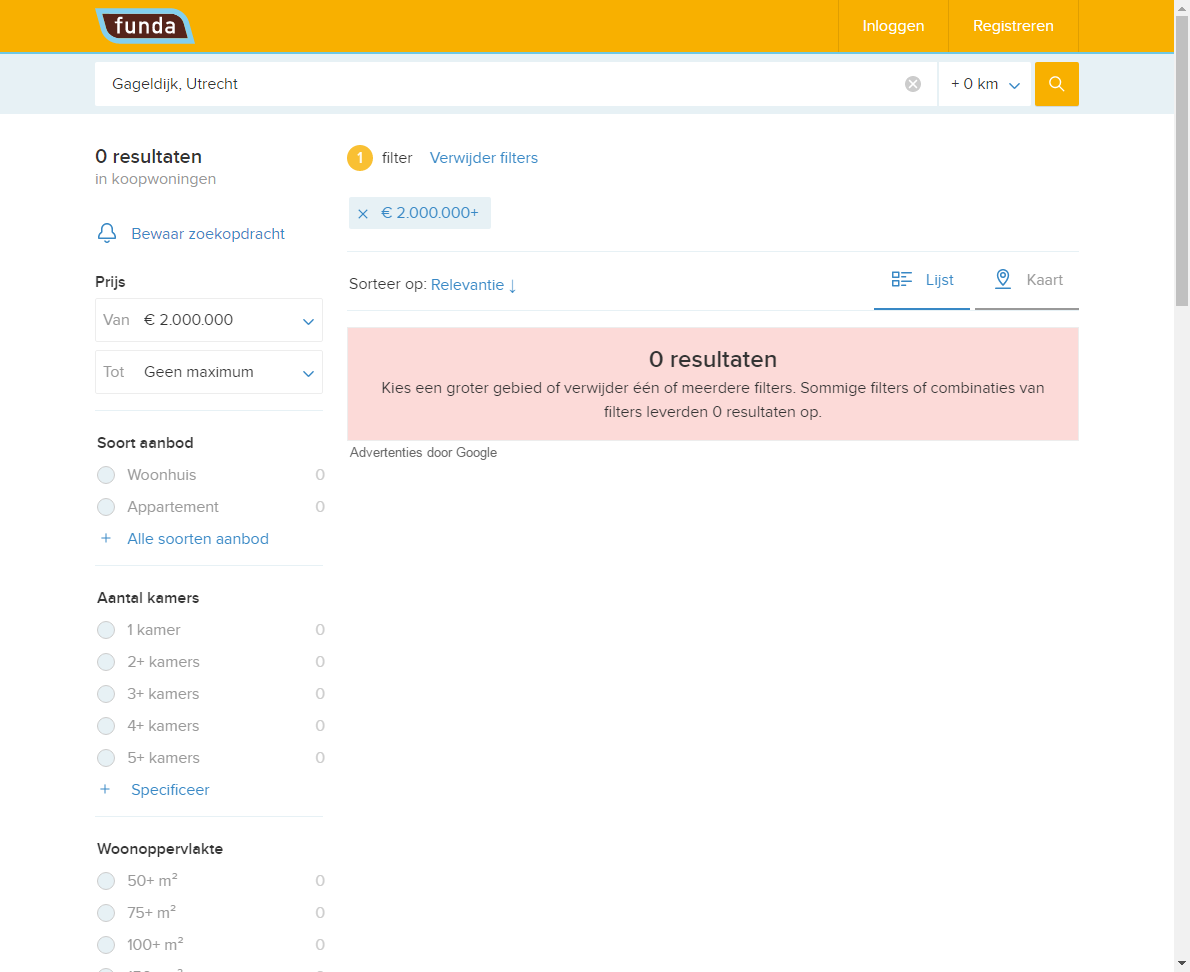 funda
Inloggen
Registreren
Gageldijk, Utrecht
+ 0 km
0 resultaten
in koopwoningen
Bewaar zoekopdracht
Prijs
Van € 2.000.000
Tot Geen maximum
Soort aanbod
Woonhuis 0
Appartement 0
+ Alle soorten aanbod
Aantal kamers
1 kamer 0
2+ kamers 0
3+ kamers 0
4+ kamers 0
5+ kamers 0
+ Specificeer
Woonoppervlakte
50+ m² 0
75+ m² 0
100+ m² 0
1 filter Verwijder filters
× € 2.000.000+
Sorteer op: Relevantie ↓
Lijst
Kaart
0 resultaten
Kies een groter gebied of verwijder één of meerdere filters. Sommige filters of combinaties van
filters leverden 0 resultaten op.
Advertenties door Google